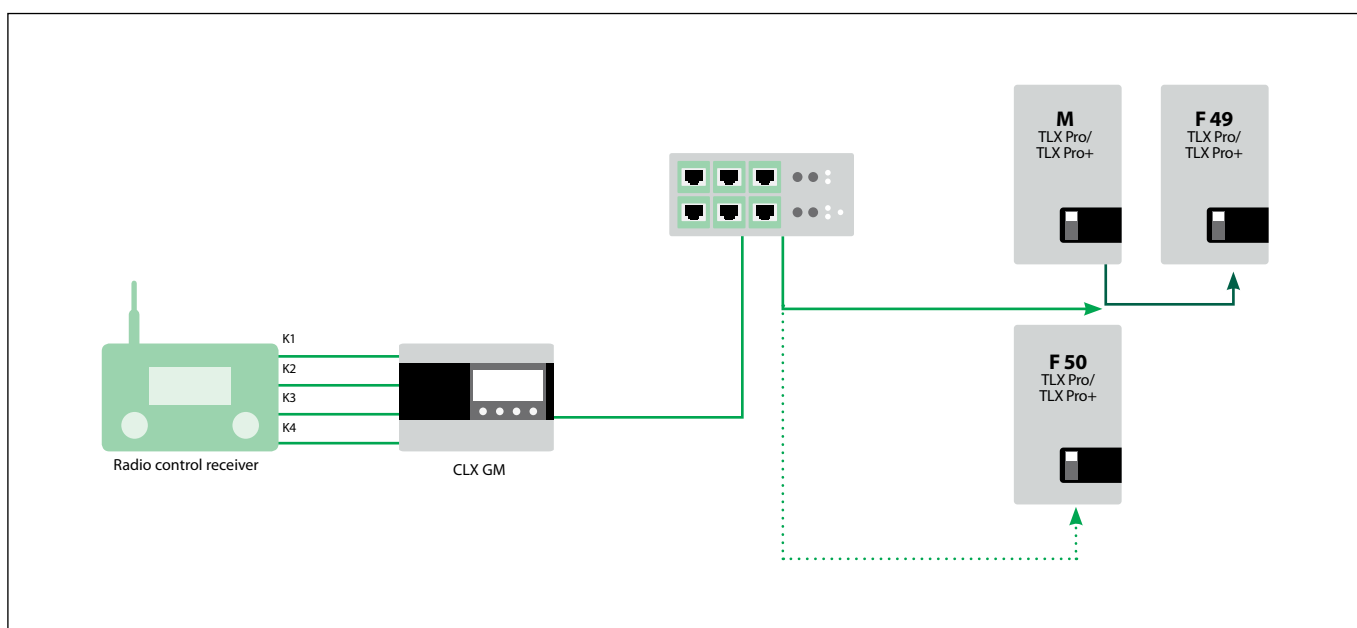 M
TLX Pro/
TLX Pro+
F 49
TLX Pro/
TLX Pro+
K1
K2
K3
K4
Radio control receiver
CLX GM
F 50
TLX Pro/
TLX Pro+